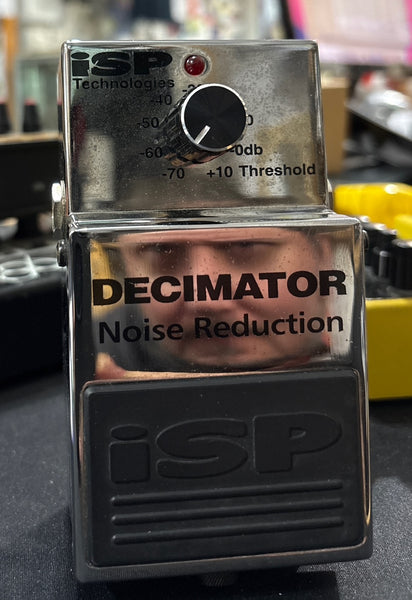 iSP
Technologies
-40
-50
-60
-70
0db
+10 Threshold
DECIMATOR
Noise Reduction
iSP